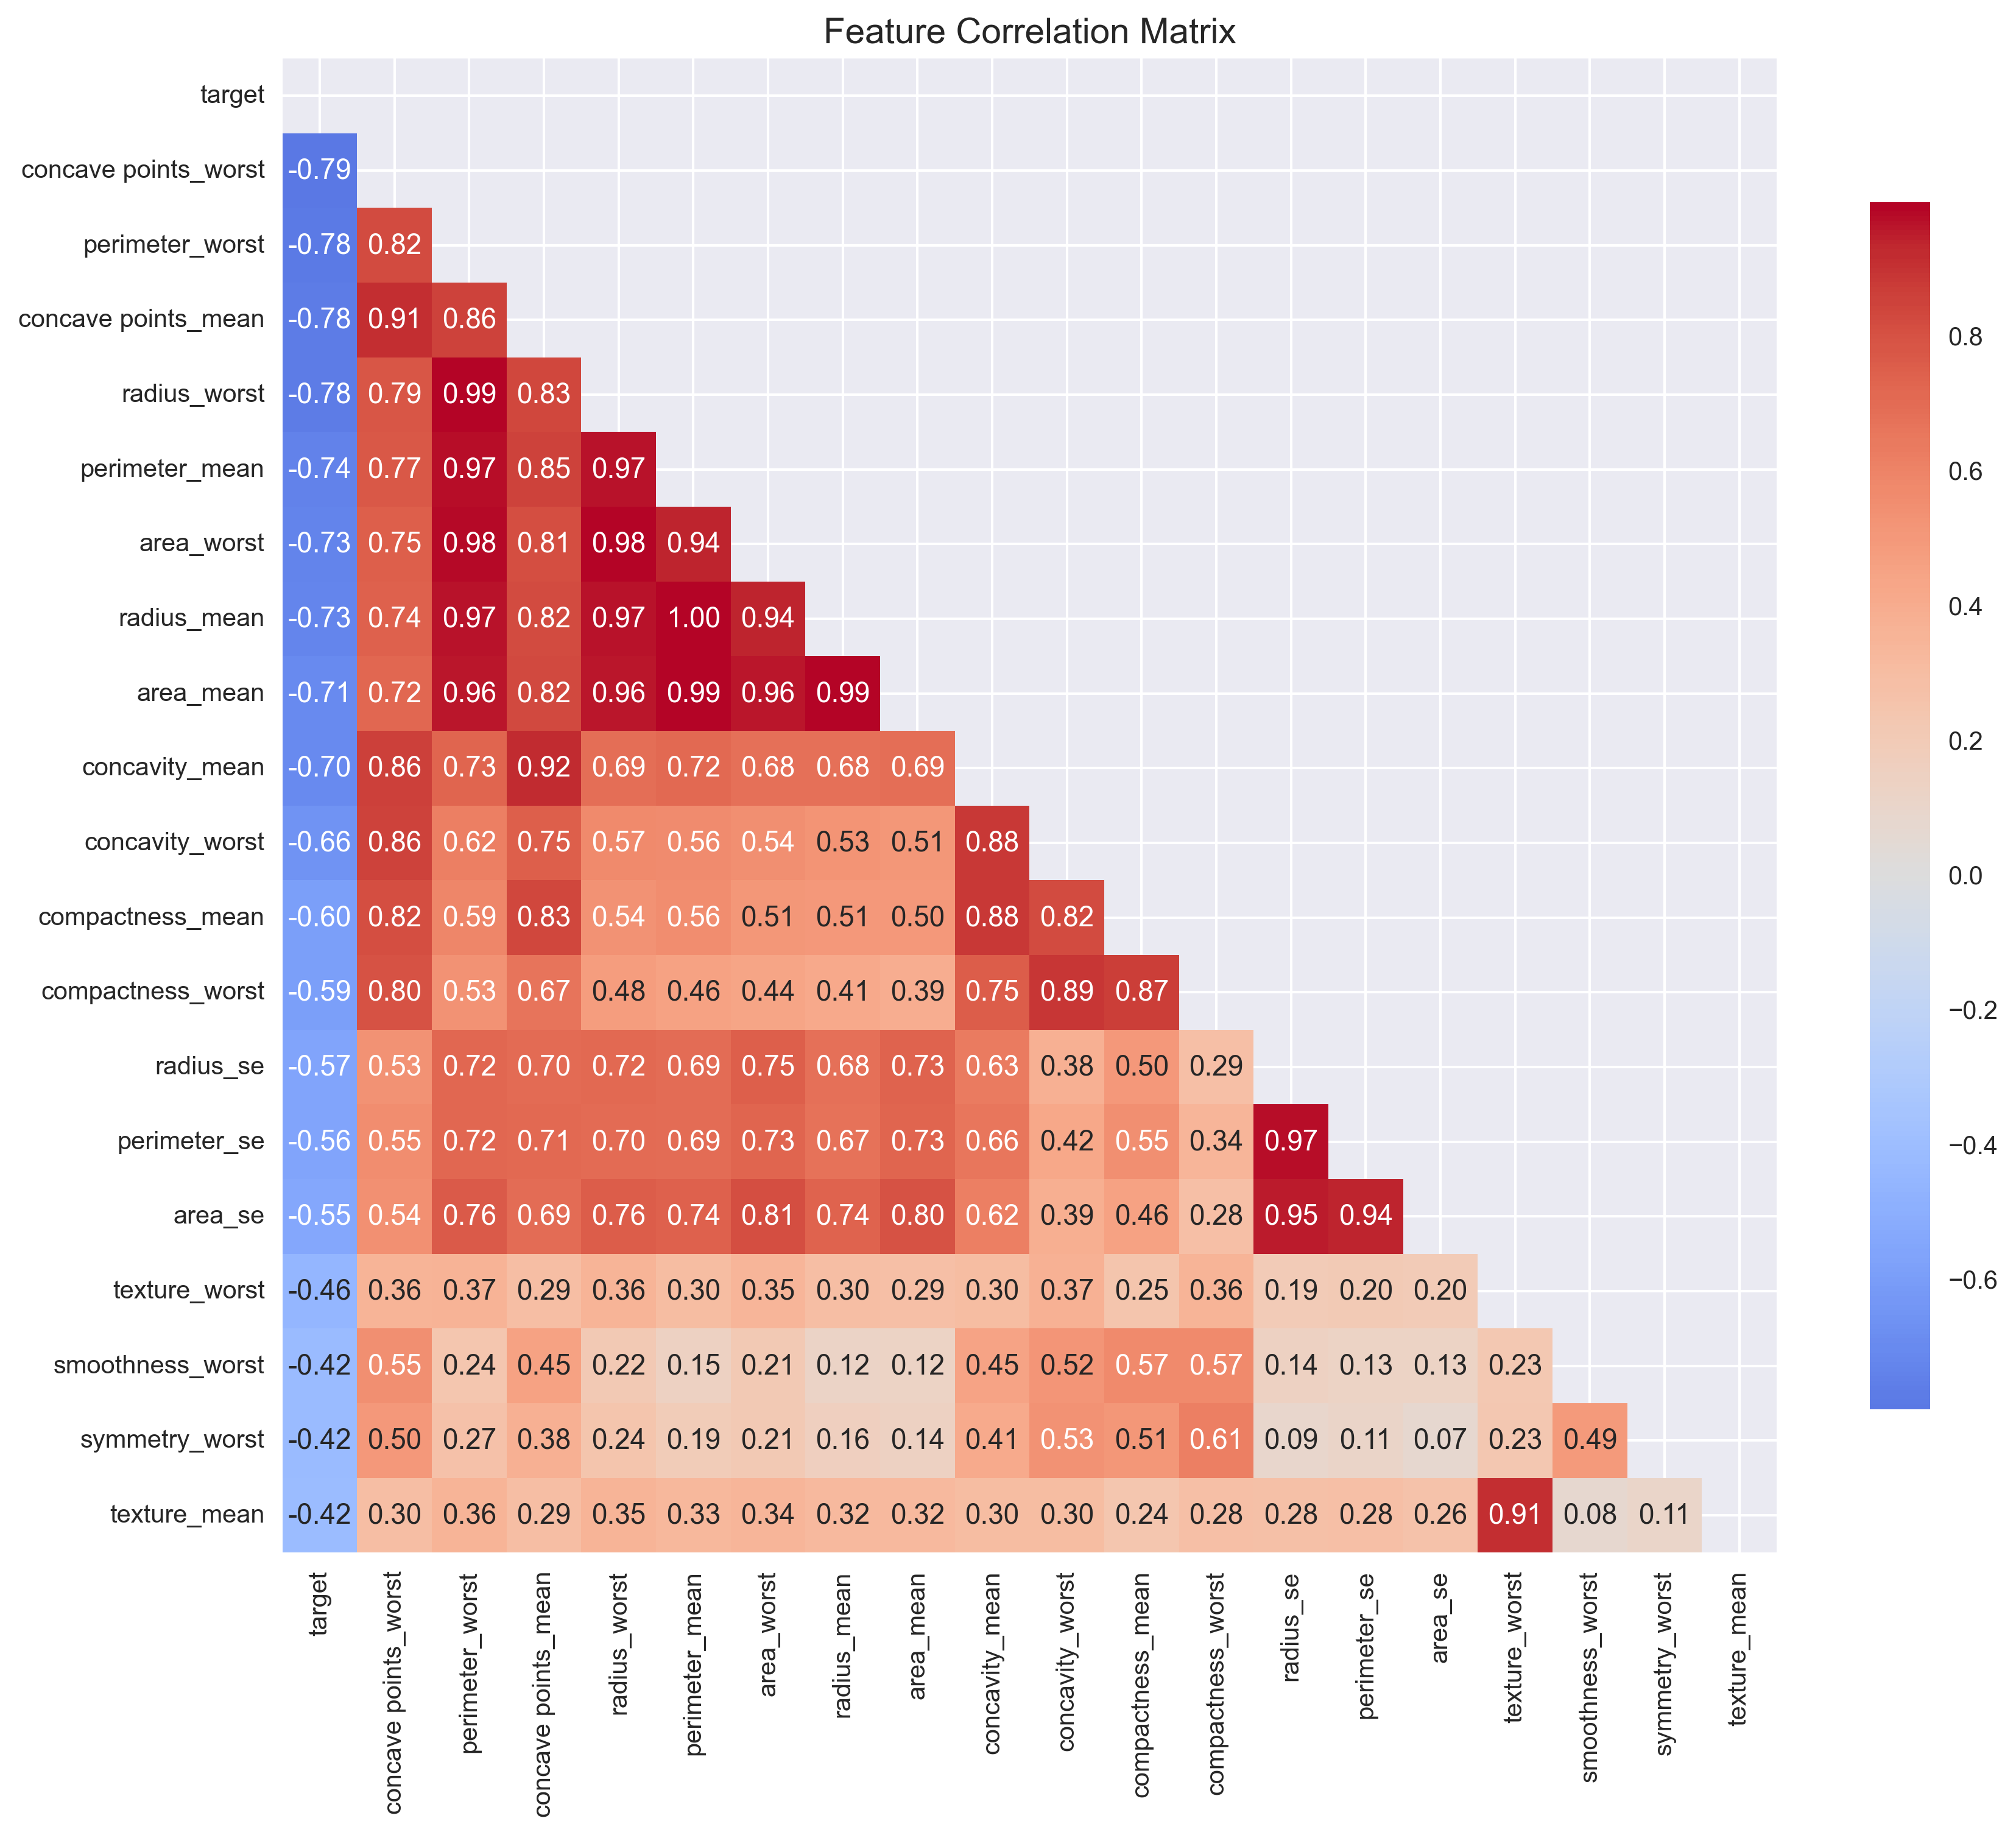 Feature Correlation Matrix
target
concave points_worst -0.79
perimeter_worst -0.78 0.82
concave points_mean -0.78 0.91 0.86
radius_worst -0.78 0.79 0.99 0.83
perimeter_mean -0.74 0.77 0.97 0.85 0.97
area_worst -0.73 0.75 0.98 0.81 0.98 0.94
radius_mean -0.73 0.74 0.97 0.82 0.97 1.00 0.94
area_mean -0.71 0.72 0.96 0.82 0.96 0.99 0.96 0.99
concavity_mean -0.70 0.86 0.73 0.92 0.69 0.72 0.68 0.68 0.69
concavity_worst -0.66 0.86 0.62 0.75 0.57 0.56 0.54 0.53 0.51 0.88
compactness_mean -0.60 0.82 0.59 0.83 0.54 0.56 0.51 0.51 0.50 0.88 0.82
compactness_worst -0.59 0.80 0.53 0.67 0.48 0.46 0.44 0.41 0.39 0.75 0.89 0.87
radius_se -0.57 0.53 0.72 0.70 0.72 0.69 0.75 0.68 0.73 0.63 0.38 0.50 0.29
perimeter_se -0.56 0.55 0.72 0.71 0.70 0.69 0.73 0.67 0.73 0.66 0.42 0.55 0.34 0.97
area_se -0.55 0.54 0.76 0.69 0.76 0.74 0.81 0.74 0.80 0.62 0.39 0.46 0.28 0.95 0.94
texture_worst -0.46 0.36 0.37 0.29 0.36 0.30 0.35 0.30 0.29 0.30 0.37 0.25 0.36 0.19 0.20 0.20
smoothness_worst -0.42 0.55 0.24 0.45 0.22 0.15 0.21 0.12 0.12 0.45 0.52 0.57 0.57 0.14 0.13 0.13 0.23
symmetry_worst -0.42 0.50 0.27 0.38 0.24 0.19 0.21 0.16 0.14 0.41 0.53 0.51 0.61 0.09 0.11 0.07 0.23 0.49
texture_mean -0.42 0.30 0.36 0.29 0.35 0.33 0.34 0.32 0.32 0.30 0.30 0.24 0.28 0.28 0.28 0.26 0.91 0.08 0.11
target
concave points_worst
perimeter_worst
concave points_mean
radius_worst
perimeter_mean
area_worst
radius_mean
area_mean
concavity_mean
concavity_worst
compactness_mean
compactness_worst
radius_se
perimeter_se
area_se
texture_worst
smoothness_worst
symmetry_worst
texture_mean
0.8
0.6
0.4
0.2
0.0
−0.2
−0.4
−0.6